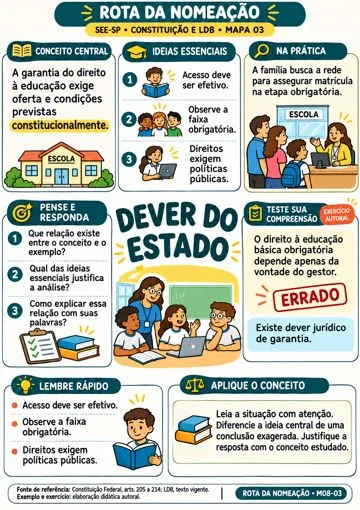 ROTA DA NOMEAÇÃO
SEE-SP • CONSTITUIÇÃO E LDB • MAPA 03
CONCEITO CENTRAL
A garantia do direito
à educação exige
oferta e condições
previstas
constitucionalmente.
ESCOLA
IDEIAS ESSENCIAIS
1 Acesso deve
ser efetivo.
2 Observe a
faixa
obrigatória.
3 Direitos
exigem
políticas
públicas.
NA PRÁTICA
A família busca a rede
para assegurar matrícula
na etapa obrigatória.
ESCOLA
PENSE E
RESPONDA
1 Que relação existe
entre o conceito e o
exemplo?
2 Qual das ideias
essenciais justifica
a análise?
3 Como explicar essa
relação com suas
palavras?
DEVER DO
ESTADO
TESTE SUA
COMPREENSÃO
EXERCÍCIO
AUTORAL
O direito à educação
básica obrigatória
depende apenas da
vontade do gestor.
ERRADO
Existe dever jurídico
de garantia.
LEMBRE RÁPIDO
• Acesso deve ser efetivo.
• Observe a faixa
obrigatória.
• Direitos exigem
políticas públicas.
APLIQUE O CONCEITO
Leia a situação com atenção.
Diferencie a ideia central de
uma conclusão exagerada. Justifique
a resposta com o conceito estudado.
Fonte de referência: Constituição Federal, arts. 205 a 214; LDB, texto vigente.
Exemplo e exercício: elaboração didática autoral.
ROTA DA NOMEAÇÃO • M08-03